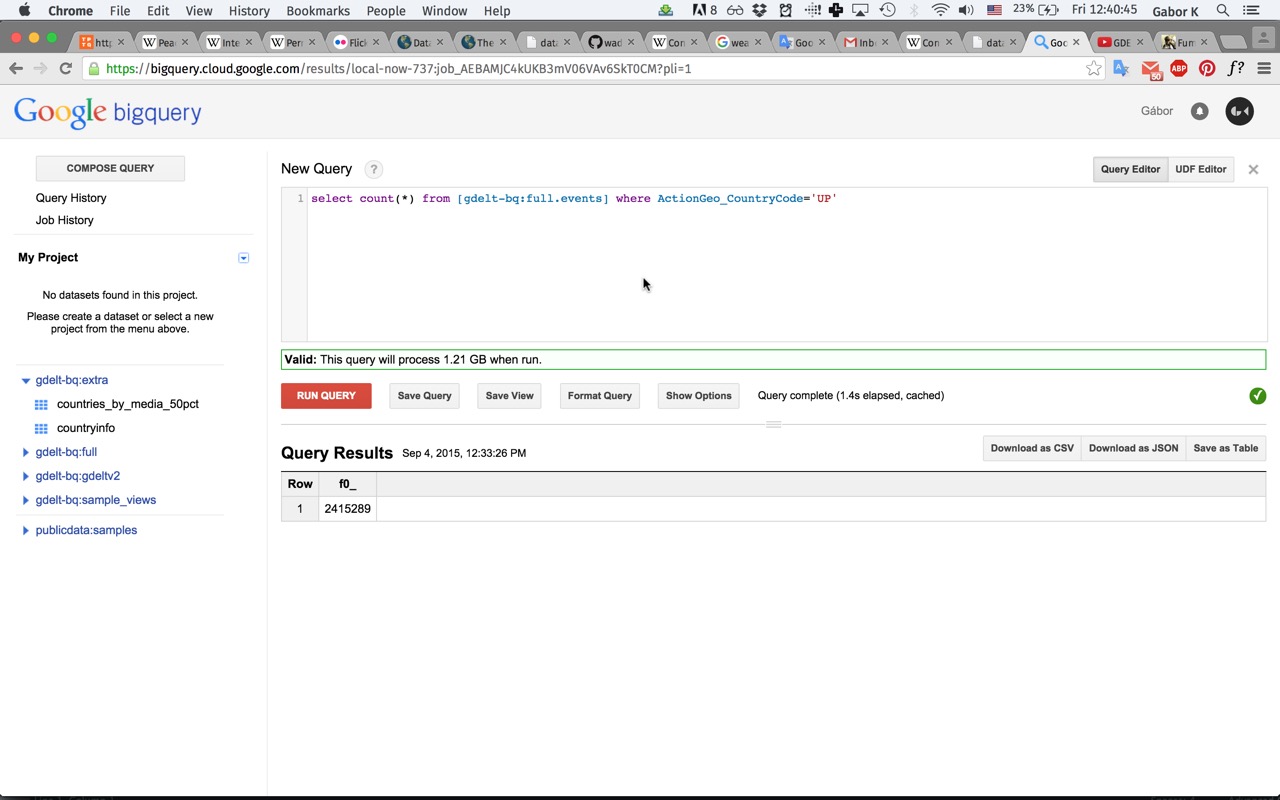 Chrome File Edit View History Bookmarks People Window Help 8 23% Fri 12:40:45 Gabor K
http Pea Inte Perr Flick Data The data wad Con wea Goo Inb Con data Goo GDE Fum
https://bigquery.cloud.google.com/results/local-now-737:job_AEBAMJC4kUKB3mV06VAv6SkT0CM?pli=1 50 ABP f?
Google bigquery Gábor
COMPOSE QUERY
Query History
Job History
My Project
No datasets found in this project.
Please create a dataset or select a new
project from the menu above.
gdelt-bq:extra
countries_by_media_50pct
countryinfo
gdelt-bq:full
gdelt-bq:gdeltv2
gdelt-bq:sample_views
publicdata:samples
New Query ? Query Editor UDF Editor
1 select count(*) from [gdelt-bq:full.events] where ActionGeo_CountryCode='UP'
Valid: This query will process 1.21 GB when run.
RUN QUERY Save Query Save View Format Query Show Options Query complete (1.4s elapsed, cached)
Query Results Sep 4, 2015, 12:33:26 PM Download as CSV Download as JSON Save as Table
Row f0_
1 2415289